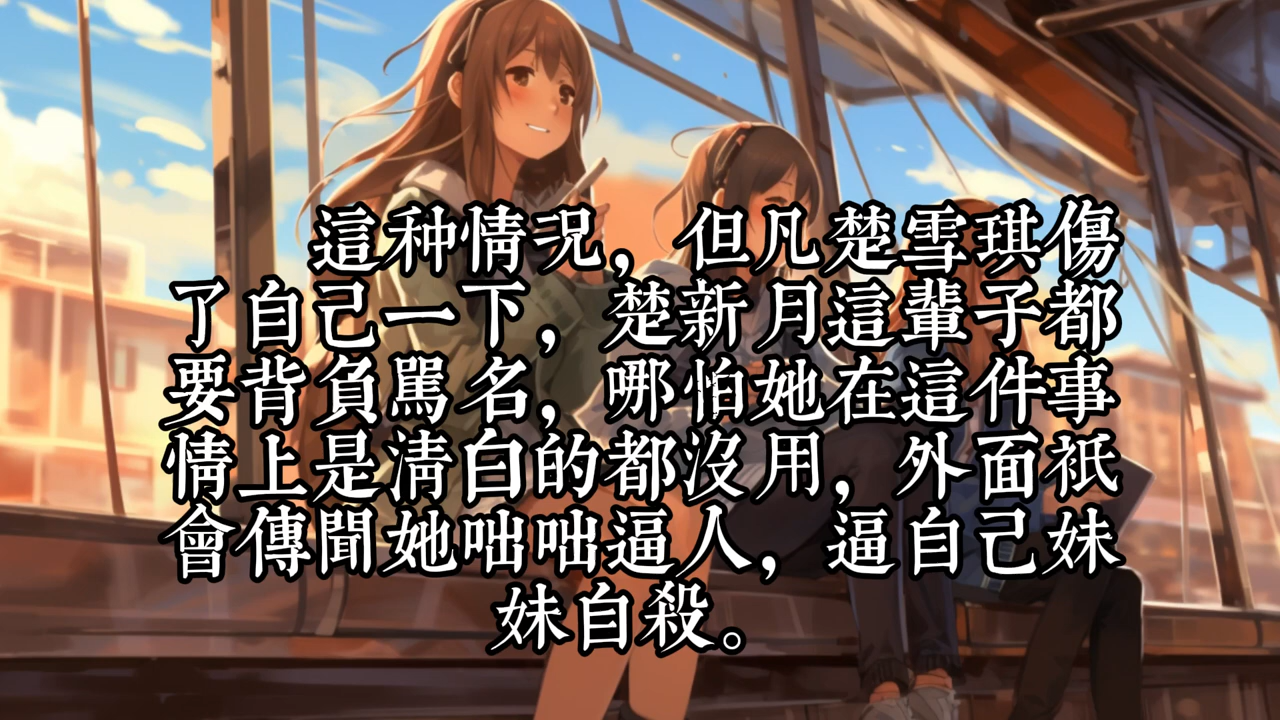 這种情况，但凡楚雪琪傷
了自己一下，楚新月這輩子都
要背負駡名，哪怕她在這件事
情上是清白的都沒用，外面衹
會傳聞她咄咄逼人，逼自己妹
妹自殺。